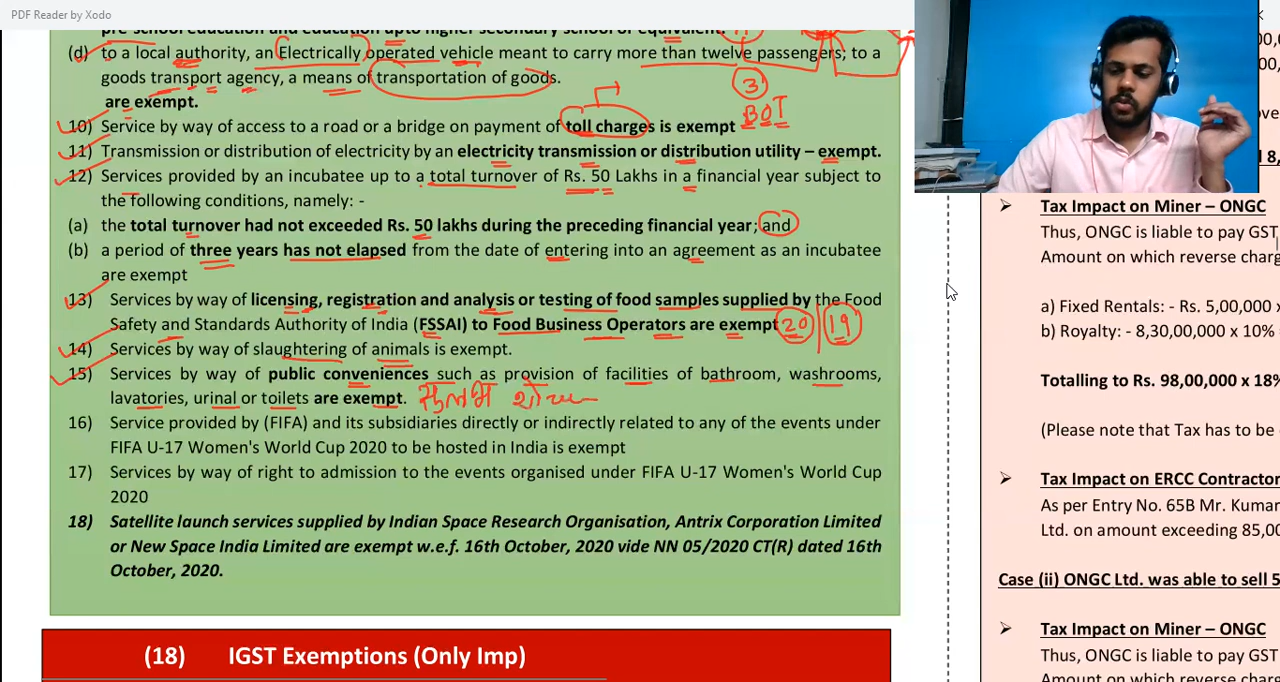 PDF Reader by Xodo
pre-school education and education upto higher secondary school or equivalent.
(d) to a local authority, an Electrically operated vehicle meant to carry more than twelve passengers; to a
goods transport agency, a means of transportation of goods.
are exempt.
3
BOT
10) Service by way of access to a road or a bridge on payment of toll charges is exempt
11) Transmission or distribution of electricity by an electricity transmission or distribution utility – exempt.
12) Services provided by an incubatee up to a total turnover of Rs. 50 Lakhs in a financial year subject to
the following conditions, namely: -
(a) the total turnover had not exceeded Rs. 50 lakhs during the preceding financial year; and
(b) a period of three years has not elapsed from the date of entering into an agreement as an incubatee
are exempt
13) Services by way of licensing, registration and analysis or testing of food samples supplied by the Food
Safety and Standards Authority of India (FSSAI) to Food Business Operators are exempt 20 19
14) Services by way of slaughtering of animals is exempt.
15) Services by way of public conveniences such as provision of facilities of bathroom, washrooms,
lavatories, urinal or toilets are exempt.
16) Service provided by (FIFA) and its subsidiaries directly or indirectly related to any of the events under
FIFA U-17 Women's World Cup 2020 to be hosted in India is exempt
17) Services by way of right to admission to the events organised under FIFA U-17 Women's World Cup
2020
18) Satellite launch services supplied by Indian Space Research Organisation, Antrix Corporation Limited
or New Space India Limited are exempt w.e.f. 16th October, 2020 vide NN 05/2020 CT(R) dated 16th
October, 2020.
(18) IGST Exemptions (Only Imp)
Tax Impact on Miner – ONGC
Thus, ONGC is liable to pay GST
Amount on which reverse charg
a) Fixed Rentals: - Rs. 5,00,000 x
b) Royalty: - 8,30,00,000 x 10%
Totalling to Rs. 98,00,000 x 18%
(Please note that Tax has to be
Tax Impact on ERCC Contractor
As per Entry No. 65B Mr. Kumar
Ltd. on amount exceeding 85,00
Case (ii) ONGC Ltd. was able to sell 5
Tax Impact on Miner – ONGC
Thus, ONGC is liable to pay GST
Amount on which reverse charg